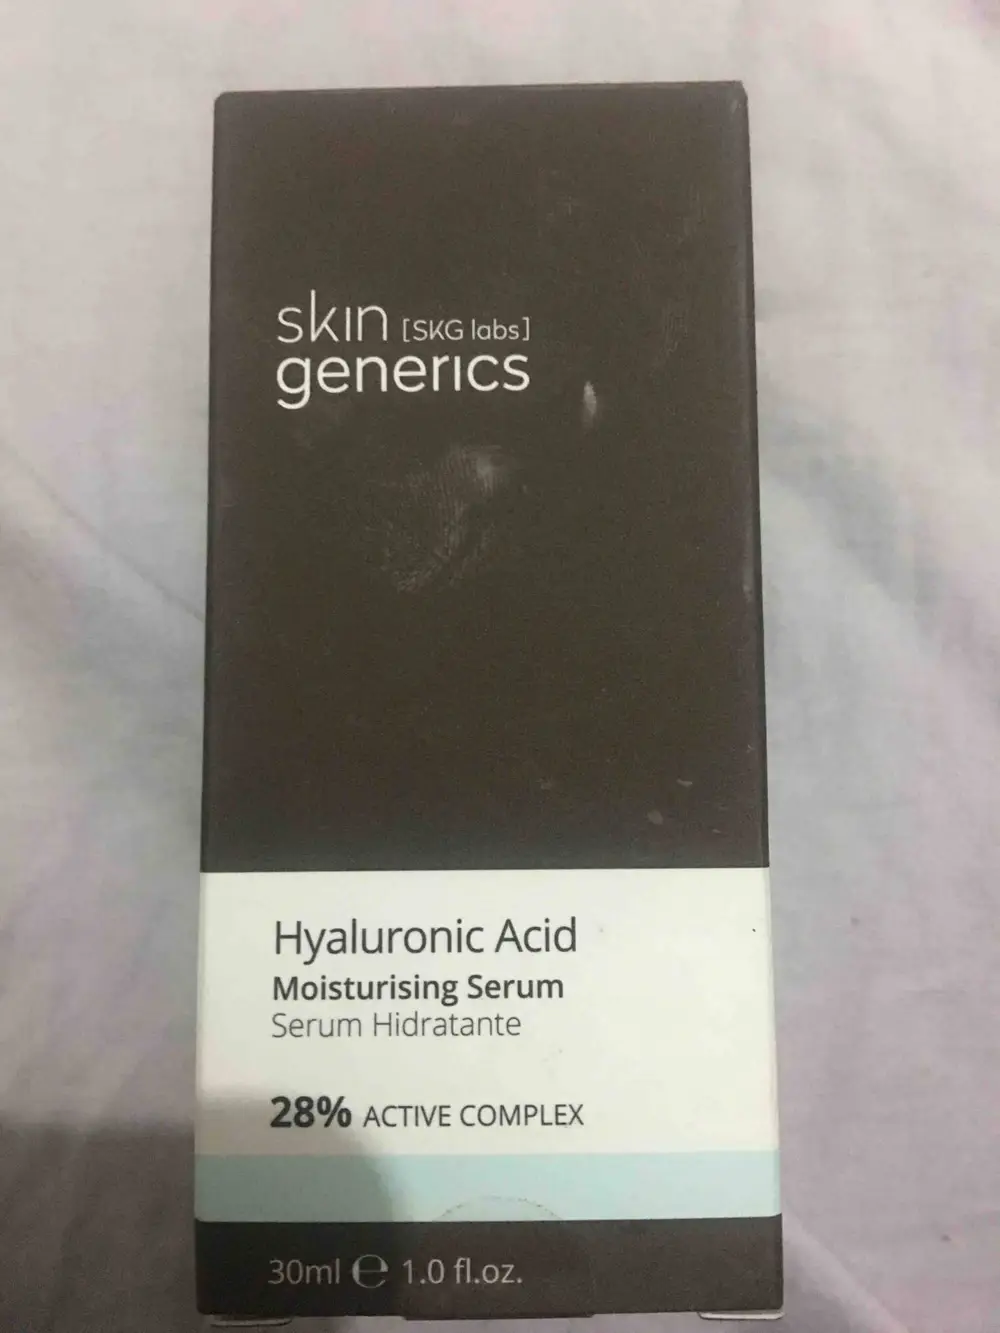 skin [SKG labs]
generics
Hyaluronic Acid
Moisturising Serum
Serum Hidratante
28% ACTIVE COMPLEX
30ml ℮ 1.0 fl.oz.